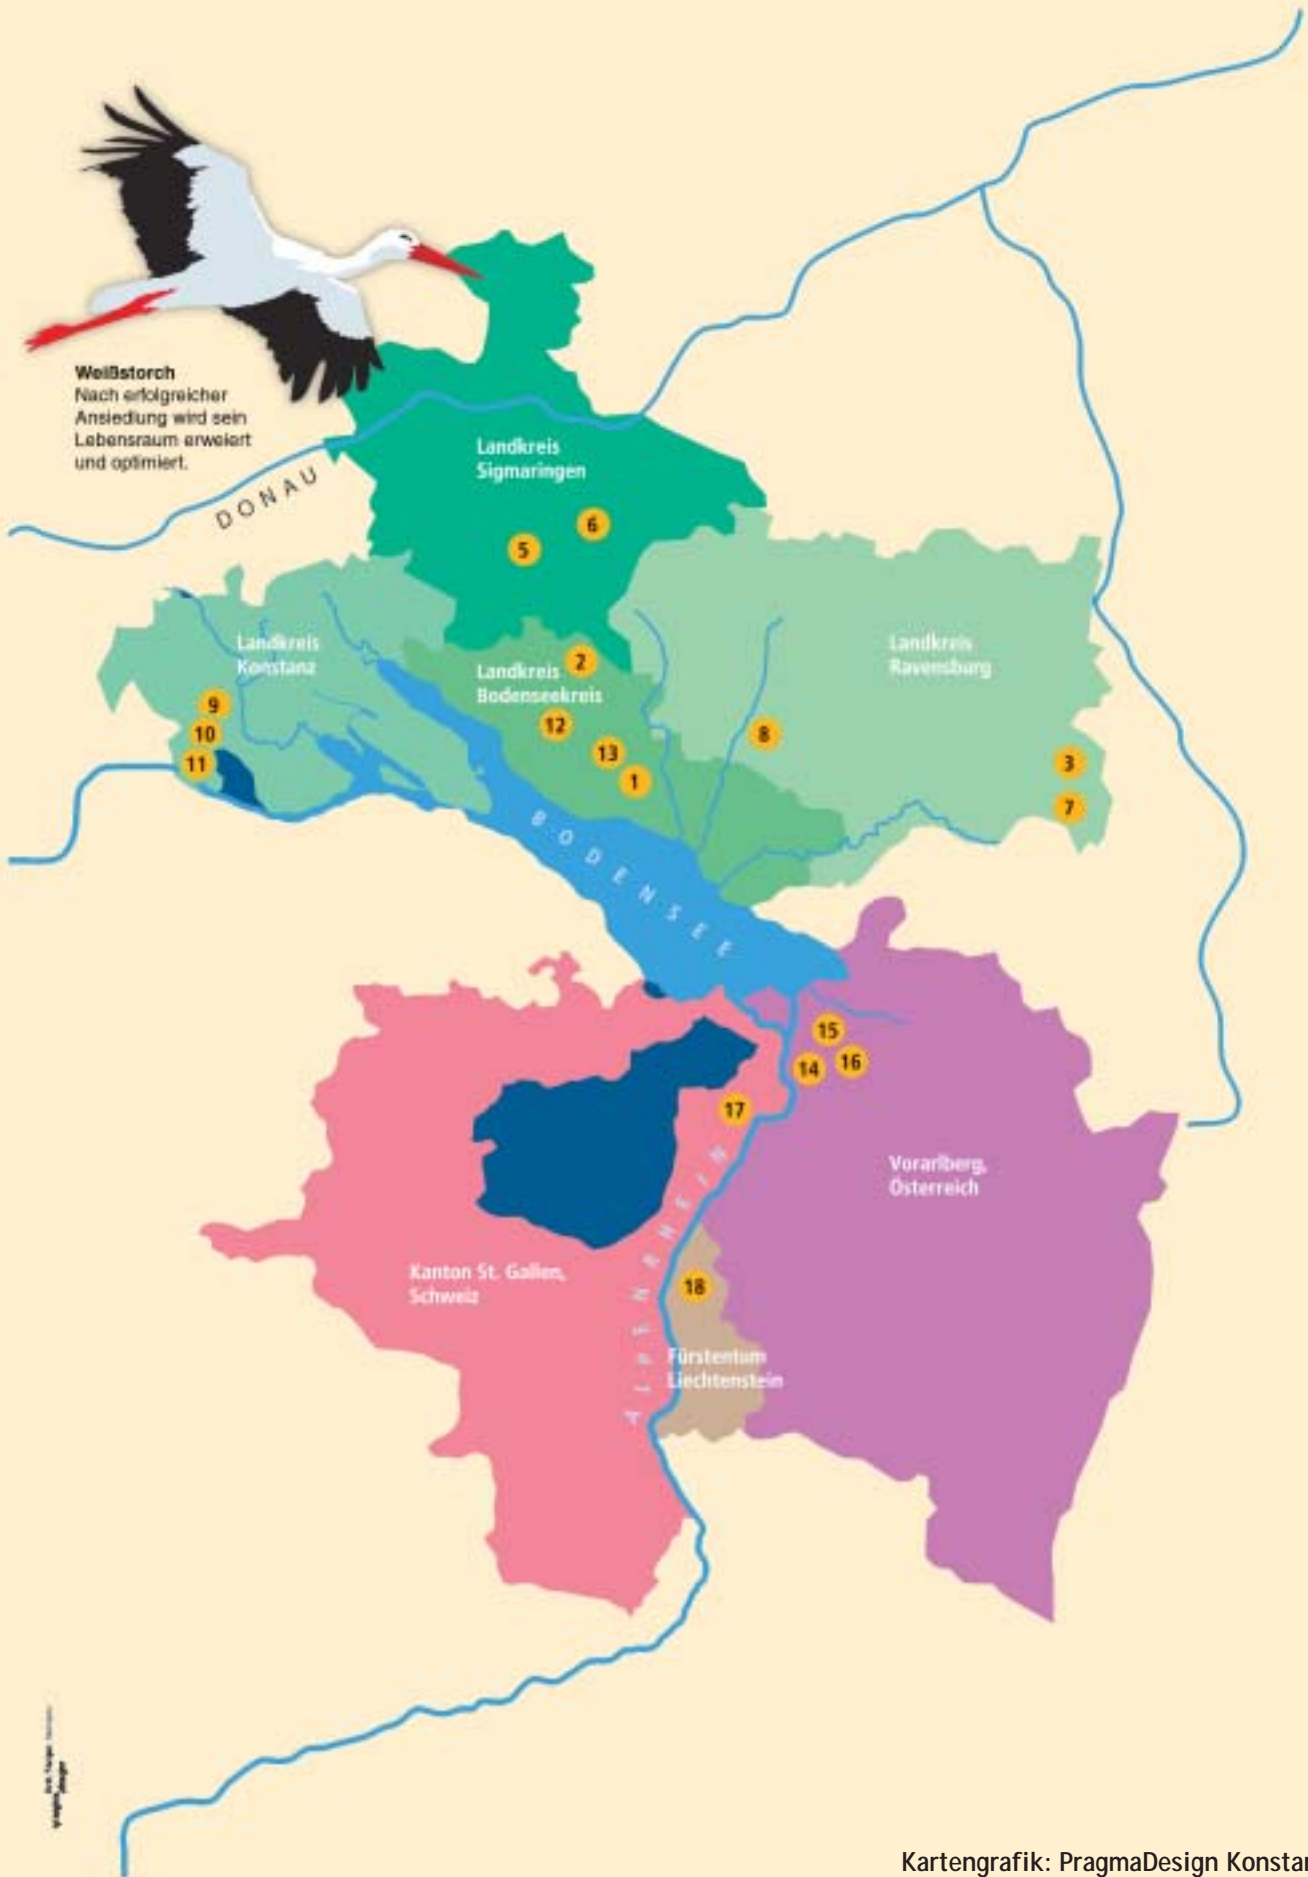 Weißstorch
Nach erfolgreicher
Ansiedlung wird sein
Lebensraum erweiert
und optimiert.
DONAU
Landkreis
Sigmaringen
6
5
Landkreis
Konstanz
Landkreis
Bodenseekreis
2
Landkreis
Ravensburg
9
10
11
12
13
1
8
3
7
BODENSEE
15
14
16
17
Vorarlberg,
Österreich
ALPENRHEIN
Kanton St. Gallen,
Schweiz
18
Fürstentum
Liechtenstein
Kartengrafik: PragmaDesign Konstan